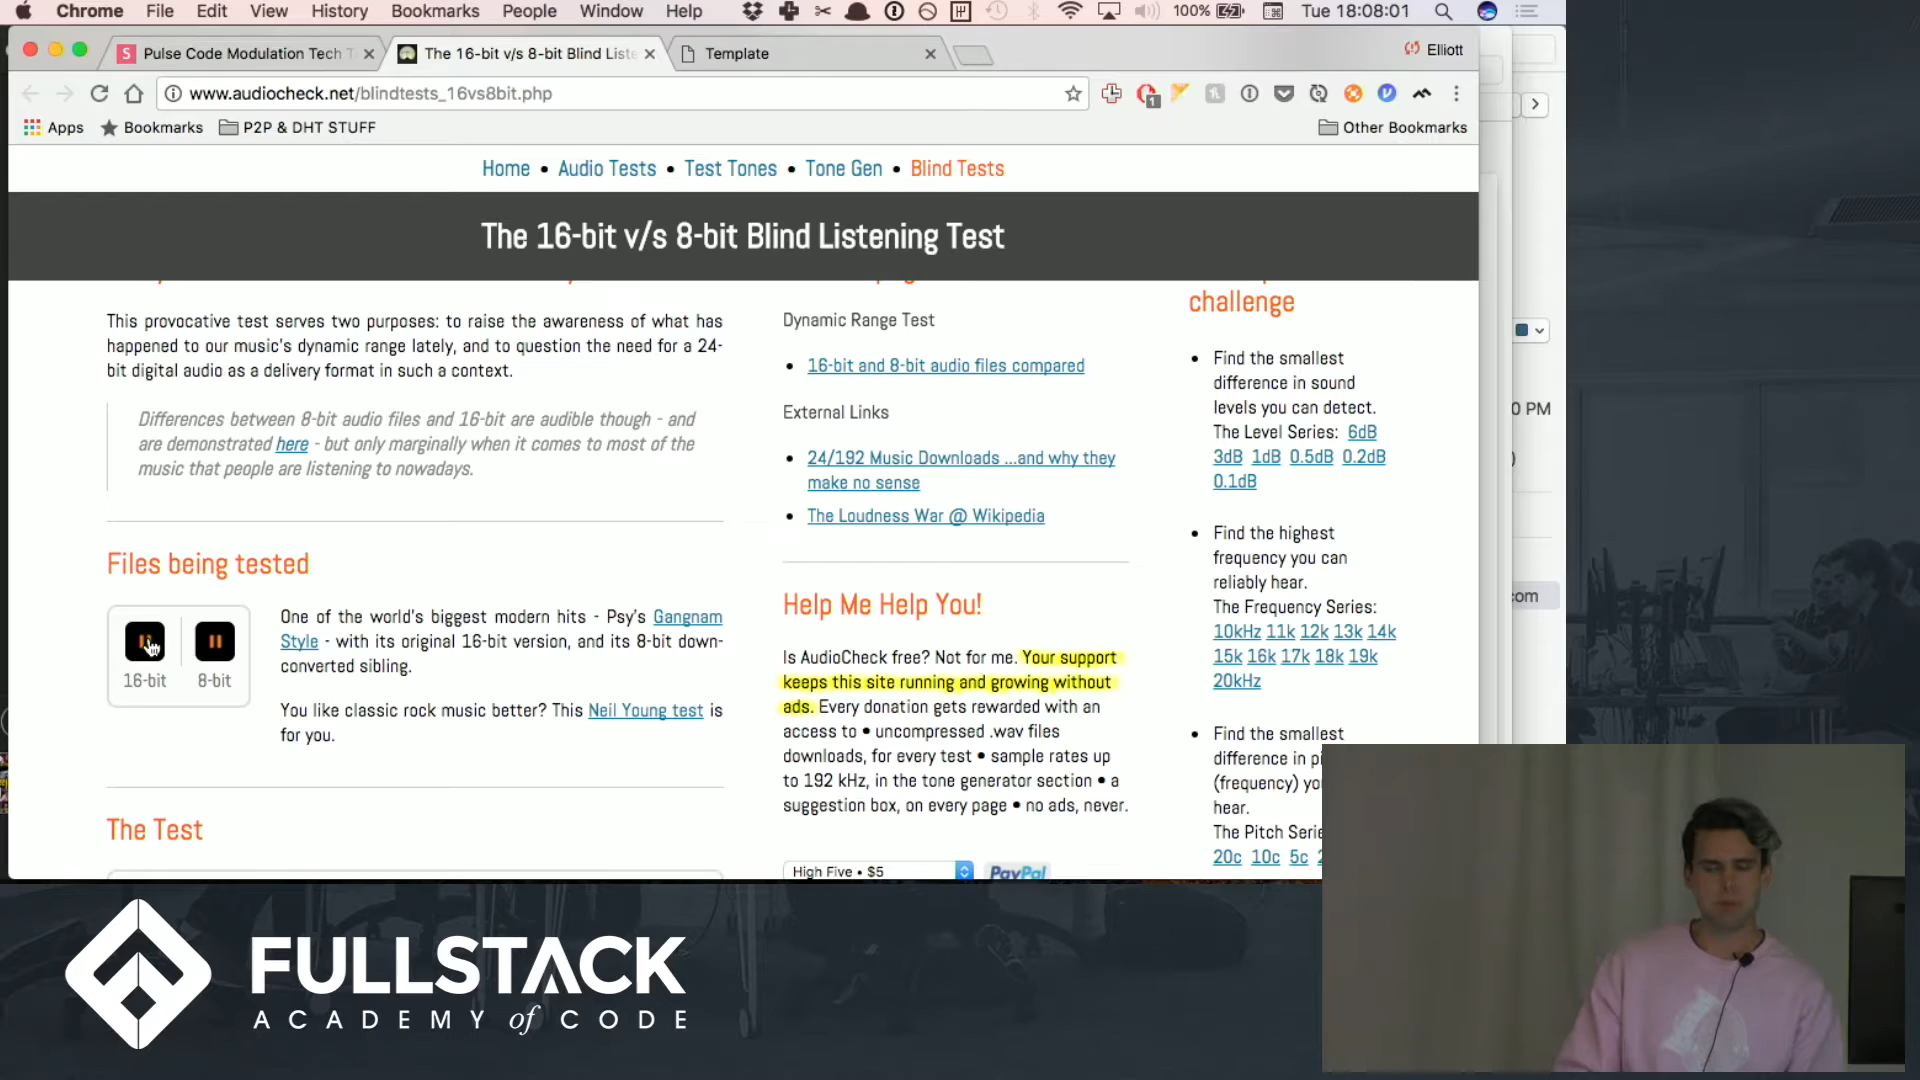 Chrome File Edit View History Bookmarks People Window Help 100% Tue 18:08:01
Pulse Code Modulation Tech T
The 16-bit v/s 8-bit Blind Liste
Template
Elliott
www.audiocheck.net/blindtests_16vs8bit.php
Apps Bookmarks P2P & DHT STUFF Other Bookmarks
Home • Audio Tests • Test Tones • Tone Gen • Blind Tests
The 16-bit v/s 8-bit Blind Listening Test
This provocative test serves two purposes: to raise the awareness of what has
happened to our music's dynamic range lately, and to question the need for a 24-
bit digital audio as a delivery format in such a context.
Differences between 8-bit audio files and 16-bit are audible though - and
are demonstrated here - but only marginally when it comes to most of the
music that people are listening to nowadays.
Files being tested
16-bit 8-bit
One of the world's biggest modern hits - Psy's Gangnam
Style - with its original 16-bit version, and its 8-bit down-
converted sibling.
You like classic rock music better? This Neil Young test is
for you.
The Test
Dynamic Range Test
• 16-bit and 8-bit audio files compared
External Links
• 24/192 Music Downloads ...and why they
make no sense
• The Loudness War @ Wikipedia
Help Me Help You!
Is AudioCheck free? Not for me. Your support
keeps this site running and growing without
ads. Every donation gets rewarded with an
access to • uncompressed .wav files
downloads, for every test • sample rates up
to 192 kHz, in the tone generator section • a
suggestion box, on every page • no ads, never.
High Five • $5
PayPal
challenge
• Find the smallest
difference in sound
levels you can detect.
The Level Series: 6dB
3dB 1dB 0.5dB 0.2dB
0.1dB
• Find the highest
frequency you can
reliably hear.
The Frequency Series:
10kHz 11k 12k 13k 14k
15k 16k 17k 18k 19k
20kHz
• Find the smallest
difference in pi
(frequency) yo
hear.
The Pitch Serie
20c 10c 5c 2
0 PM
com
FULLSTACK
ACADEMY of CODE